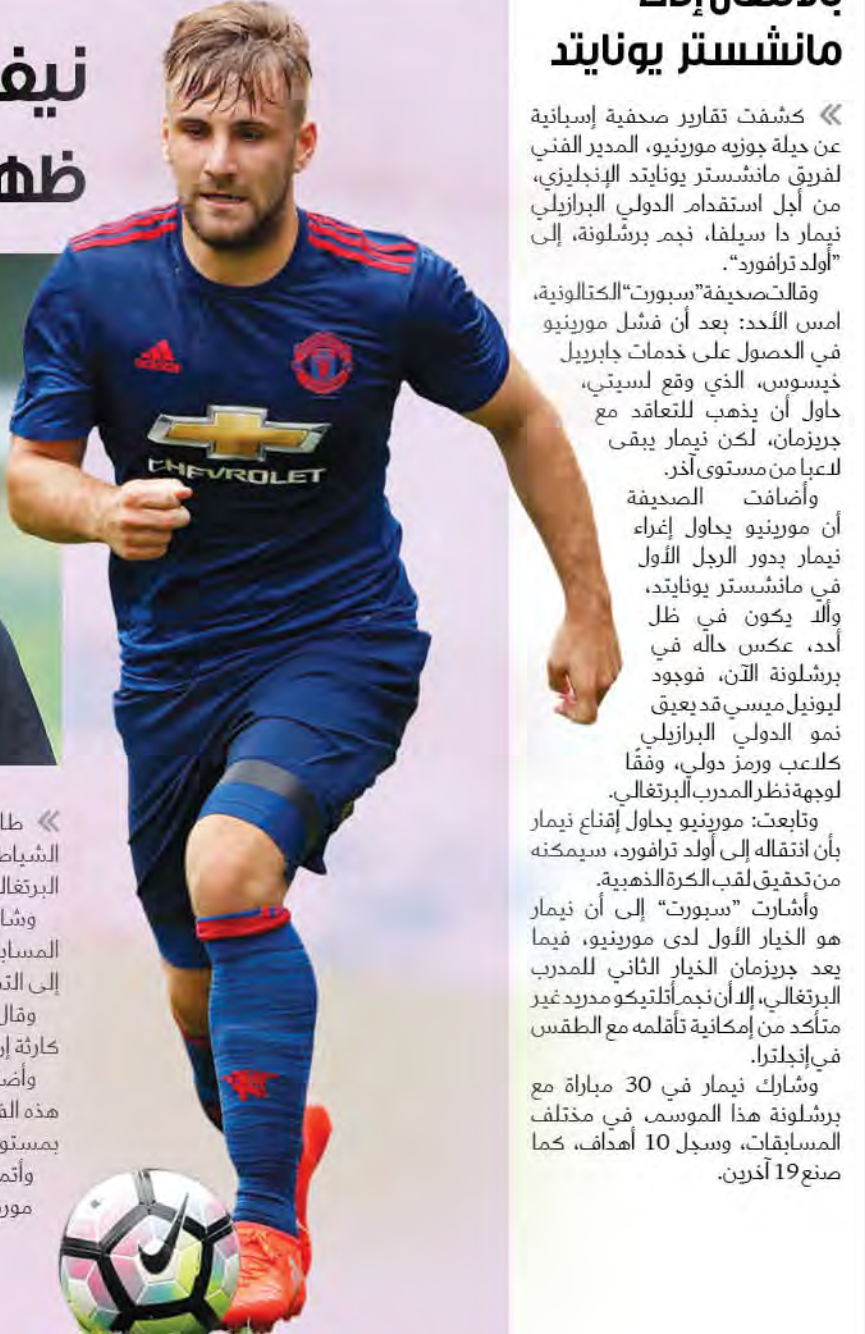 مانشستر يونايتد
» كشفت تقارير صحفية إسبانية
عن حيلة جوزيه مورينيو، المدير الفني
لفريق مانشستر يونايتد الإنجليزي،
من أجل استقدام الدولي البرازيلي
نيمار دا سيلفا، نجم برشلونة، إلى
”أولد ترافورد“.
وقالت صحيفة ”سبورت“ الكتالونية،
امس الأحد: بعد أن فشل مورينيو
في الحصول على خدمات جابرييل
خيسوس، الذي وقع لسيتي،
حاول أن يذهب للتعاقد مع
جريزمان، لكن نيمار يبقى
لاعبا من مستوى آخر.
وأضافت الصحيفة
أن مورينيو يحاول إغراء
نيمار بدور الرجل الأول
في مانشستر يونايتد،
وألا يكون في ظل
أحد، عكس حاله في
برشلونة الآن، فوجود
ليونيل ميسي قد يعيق
نمو الدولي البرازيلي
كلاعب ورمز دولي، وفقًا
لوجهة نظر المدرب البرتغالي.
وتابعت: مورينيو يحاول إقناع نيمار
بأن انتقاله إلى أولد ترافورد، سيمكنه
من تحقيق لقب الكرة الذهبية.
وأشارت ”سبورت“ إلى أن نيمار
هو الخيار الأول لدى مورينيو، فيما
يعد جريزمان الخيار الثاني للمدرب
البرتغالي، إلا أن نجم أتلتيكو مدريد غير
متأكد من إمكانية تأقلمه مع الطقس
في إنجلترا.
وشارك نيمار في 30 مباراة مع
برشلونة هذا الموسم، في مختلف
المسابقات، وسجل 10 أهداف، كما
صنع 19 آخرين.
adidas
CHEVROLET
وقال